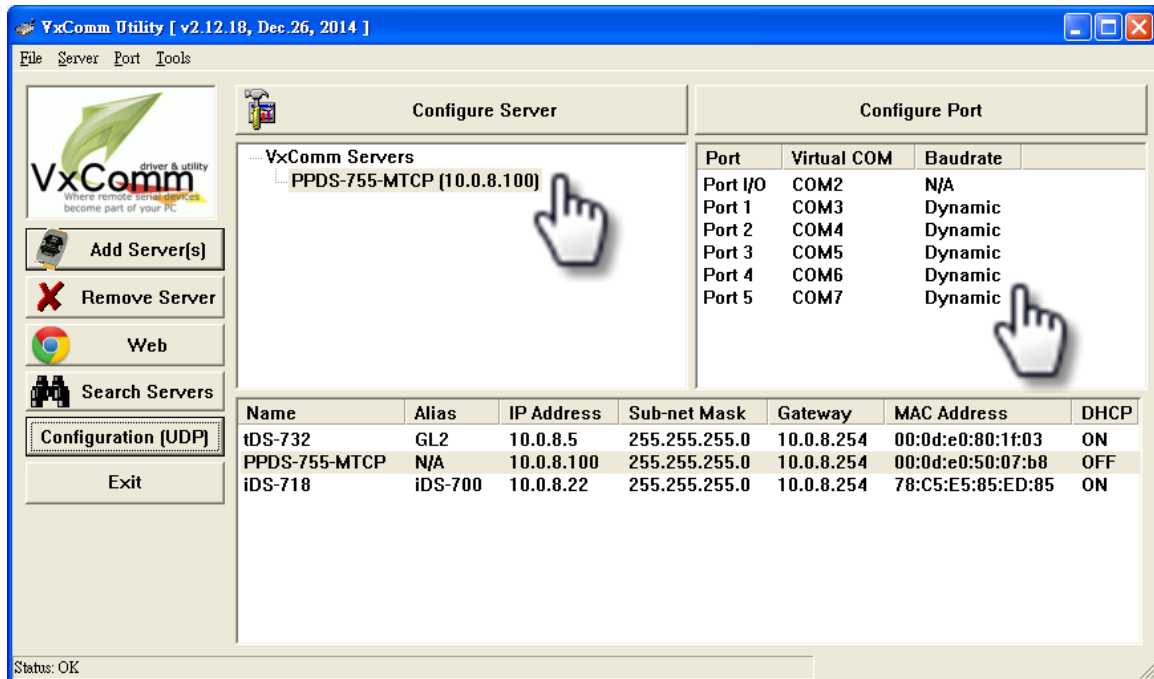 VxComm Utility [ v2.12.18, Dec.26, 2014 ]
File Server Port Tools
driver & utility
VxComm
Where remote serial devices
become part of your PC
Add Server(s)
Remove Server
Web
Search Servers
Configuration (UDP)
Exit
Configure Server
VxComm Servers
PPDS-755-MTCP (10.0.8.100)
Configure Port
Port Virtual COM Baudrate
Port I/O COM2 N/A
Port 1 COM3 Dynamic
Port 2 COM4 Dynamic
Port 3 COM5 Dynamic
Port 4 COM6 Dynamic
Port 5 COM7 Dynamic
Name Alias IP Address Sub-net Mask Gateway MAC Address DHCP
tDS-732 GL2 10.0.8.5 255.255.255.0 10.0.8.254 00:0d:e0:80:1f:03 ON
PPDS-755-MTCP N/A 10.0.8.100 255.255.255.0 10.0.8.254 00:0d:e0:50:07:b8 OFF
iDS-718 iDS-700 10.0.8.22 255.255.255.0 10.0.8.254 78:C5:E5:85:ED:85 ON
Status: OK